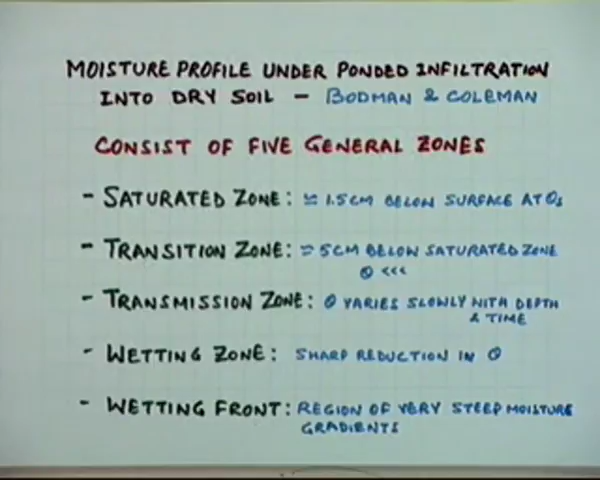 MOISTURE PROFILE UNDER PONDED INFILTRATION
INTO DRY SOIL - BODMAN & COLEMAN
CONSIST OF FIVE GENERAL ZONES
- SATURATED ZONE: ≃ 1.5CM BELOW SURFACE AT θs
- TRANSITION ZONE: ≃ 5CM BELOW SATURATED ZONE
θ <<<
- TRANSMISSION ZONE: θ VARIES SLOWLY WITH DEPTH
& TIME
- WETTING ZONE: SHARP REDUCTION IN θ
- WETTING FRONT: REGION OF VERY STEEP MOISTURE
GRADIENTS